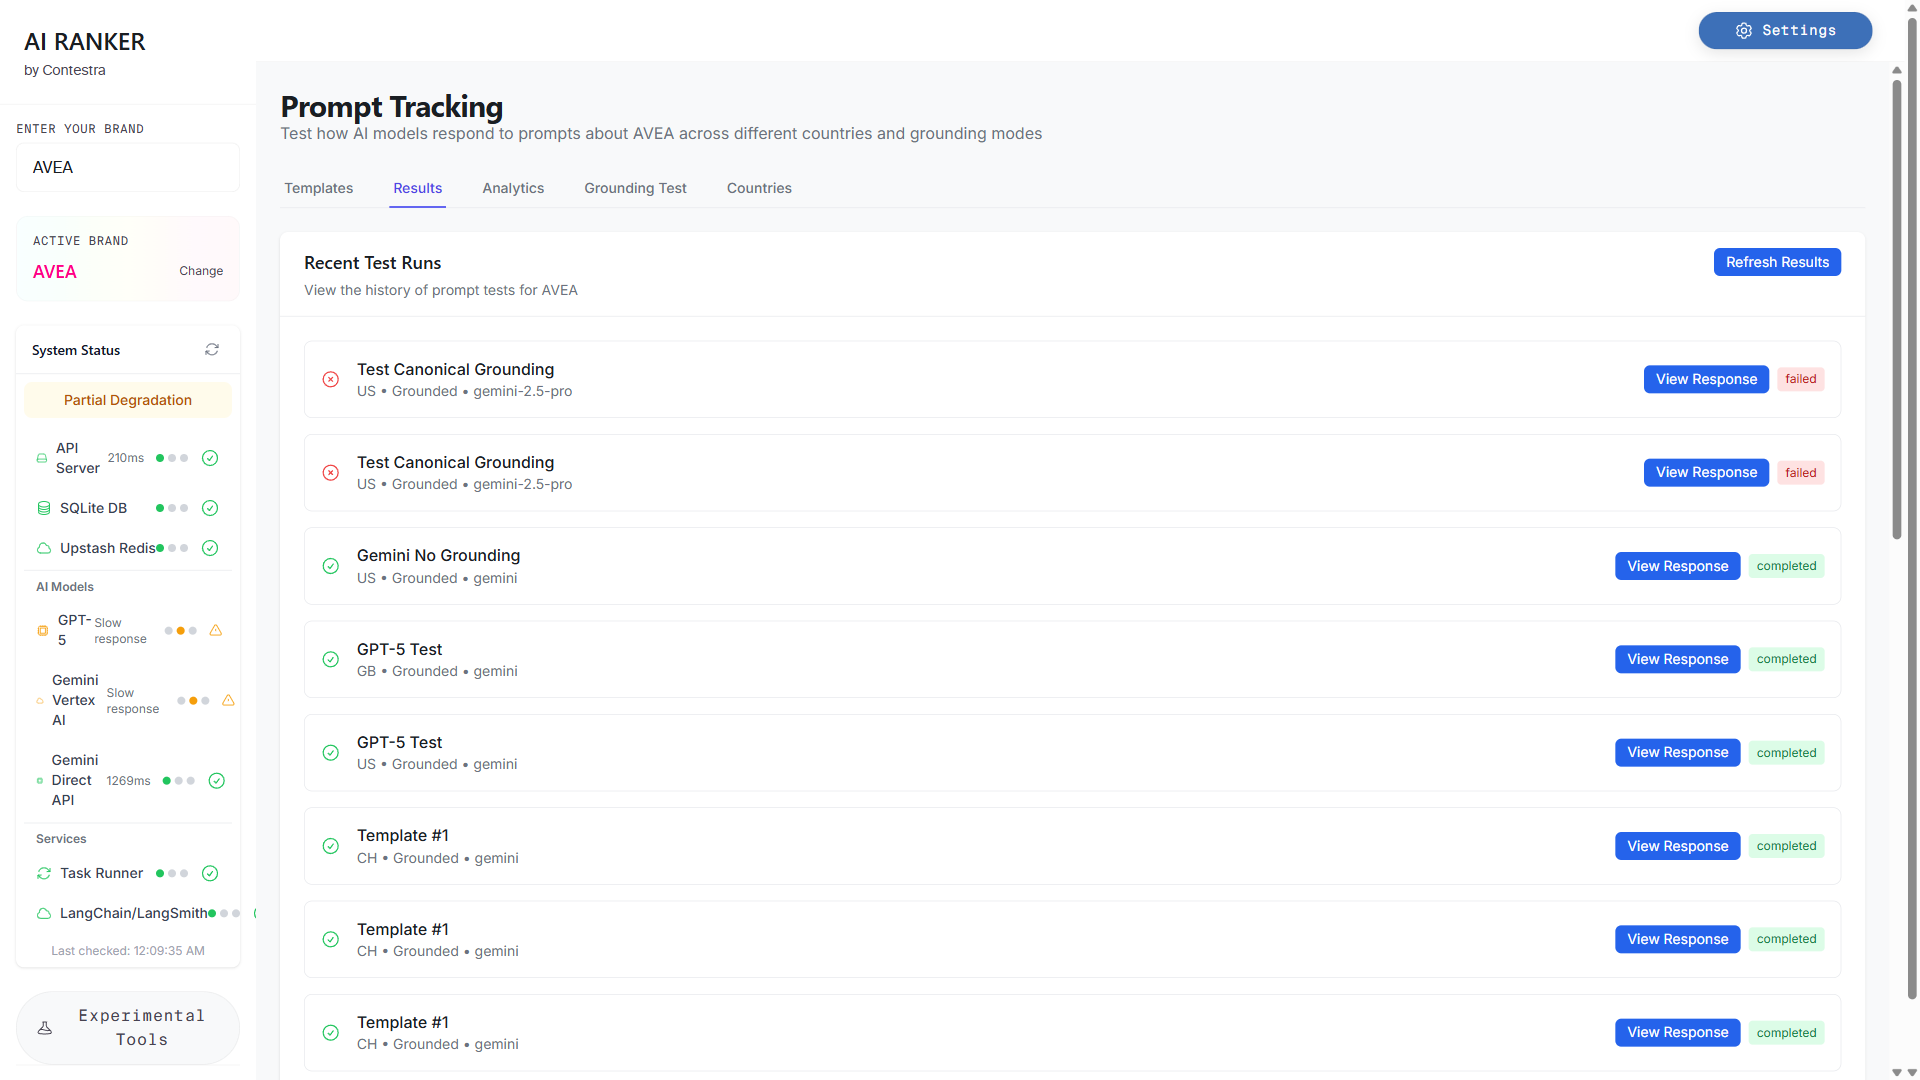 AI RANKER
by Contestra
Settings
ENTER YOUR BRAND
AVEA
ACTIVE BRAND
AVEA
Change
System Status
Partial Degradation
API Server
210ms
SQLite DB
Upstash Redis
AI Models
GPT-5
Slow response
Gemini Vertex AI
Slow response
Gemini Direct API
1269ms
Services
Task Runner
LangChain/LangSmith
Last checked: 12:09:35 AM
Experimental Tools
Prompt Tracking
Test how AI models respond to prompts about AVEA across different countries and grounding modes
Templates
Results
Analytics
Grounding Test
Countries
Recent Test Runs
Refresh Results
View the history of prompt tests for AVEA
Test Canonical Grounding
US • Grounded • gemini-2.5-pro
View Response
failed
Test Canonical Grounding
US • Grounded • gemini-2.5-pro
View Response
failed
Gemini No Grounding
US • Grounded • gemini
View Response
completed
GPT-5 Test
GB • Grounded • gemini
View Response
completed
GPT-5 Test
US • Grounded • gemini
View Response
completed
Template #1
CH • Grounded • gemini
View Response
completed
Template #1
CH • Grounded • gemini
View Response
completed
Template #1
CH • Grounded • gemini
View Response
completed